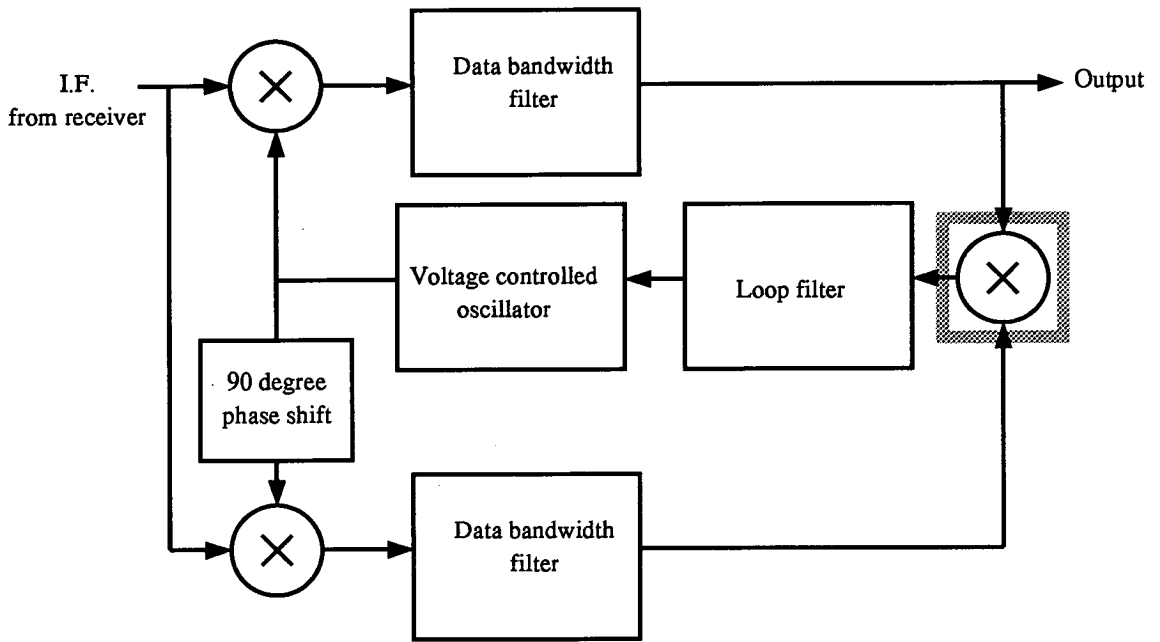 I.F.
from receiver
Data bandwidth
filter
Output
Voltage controlled
oscillator
Loop filter
90 degree
phase shift
Data bandwidth
filter